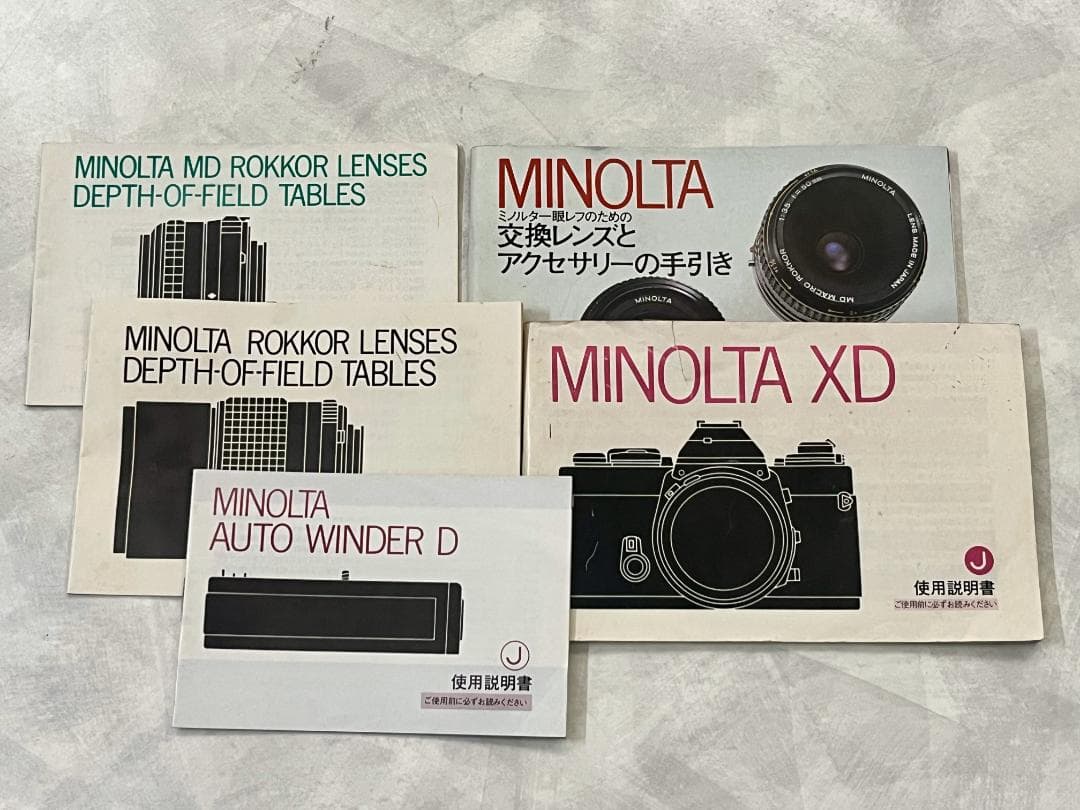 MINOLTA MD ROKKOR LENSES
DEPTH-OF-FIELD TABLES
MINOLTA
ミノルタ一眼レフのための
交換レンズと
アクセサリーの手引き
MINOLTA
LENS MADE IN JAPAN
MD MACRO ROKKOR
1:3.5 f=50mm
MINOLTA
MINOLTA ROKKOR LENSES
DEPTH-OF-FIELD TABLES
MINOLTA XD
J
使用説明書
ご使用前に必ずお読みください
MINOLTA
AUTO WINDER D
J
使用説明書
ご使用前に必ずお読みください